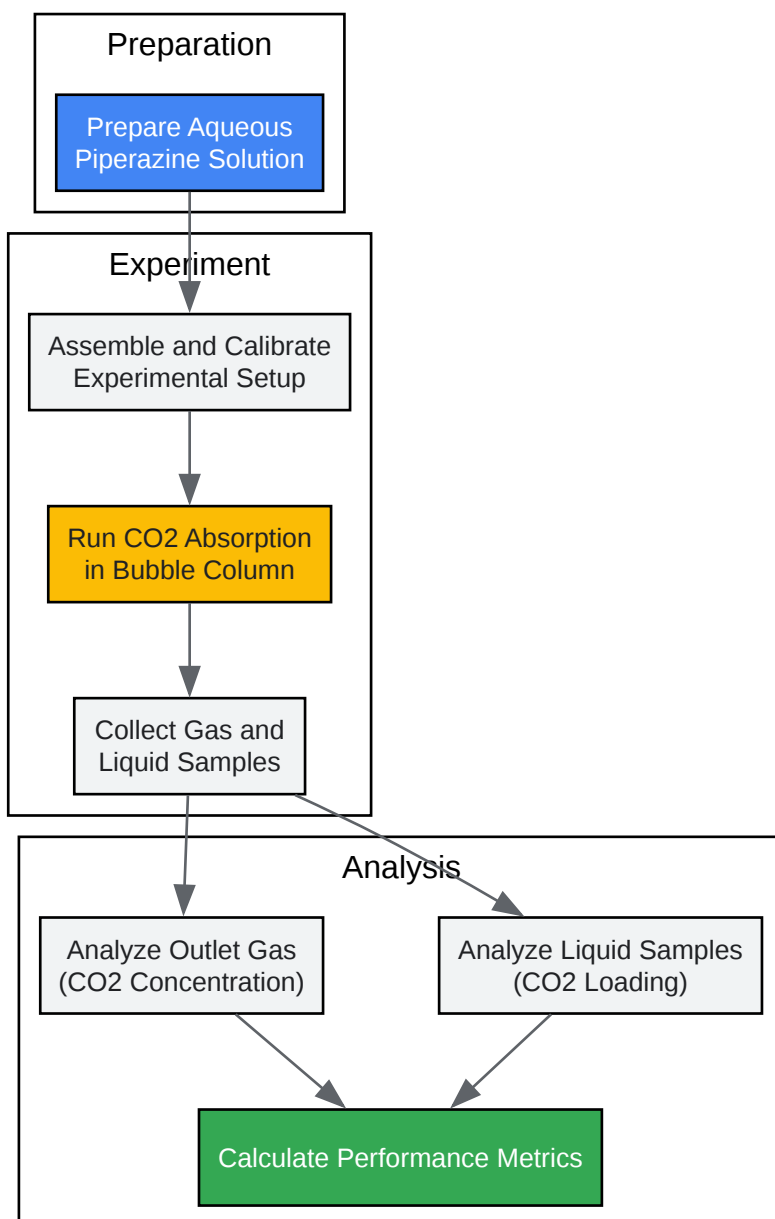 Preparation
Prepare Aqueous
Piperazine Solution
Experiment
Assemble and Calibrate
Experimental Setup
Run CO2 Absorption
in Bubble Column
Collect Gas and
Liquid Samples
Analysis
Analyze Outlet Gas
(CO2 Concentration)
Analyze Liquid Samples
(CO2 Loading)
Calculate Performance Metrics